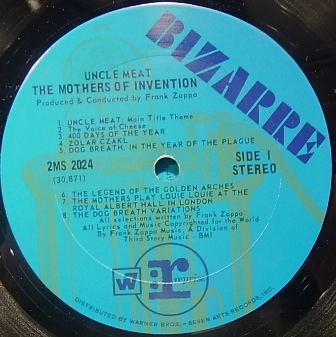 BIZARRE
UNCLE MEAT
THE MOTHERS OF INVENTION
Produced & Conducted by Frank Zappa
1. UNCLE MEAT: Main Title Theme
2. The Voice of Cheese
3. 400 DAYS OF THE YEAR
4. ZOLAR CZAKL
5. DOG BREATH, IN THE YEAR OF THE PLAGUE
2MS 2024
SIDE 1
(30,871)
STEREO
6. THE LEGEND OF THE GOLDEN ARCHES
7. THE MOTHERS PLAY LOUIE LOUIE AT THE
ROYAL ALBERT HALL IN LONDON
8. THE DOG BREATH VARIATIONS
All selections written by Frank Zappa
All Lyrics and Music Copyrighted for the World
By Frank Zappa Music, A Division of
Third Story Music - BMI
W r reprise
DISTRIBUTED BY WARNER BROS. – SEVEN ARTS RECORDS, INC.